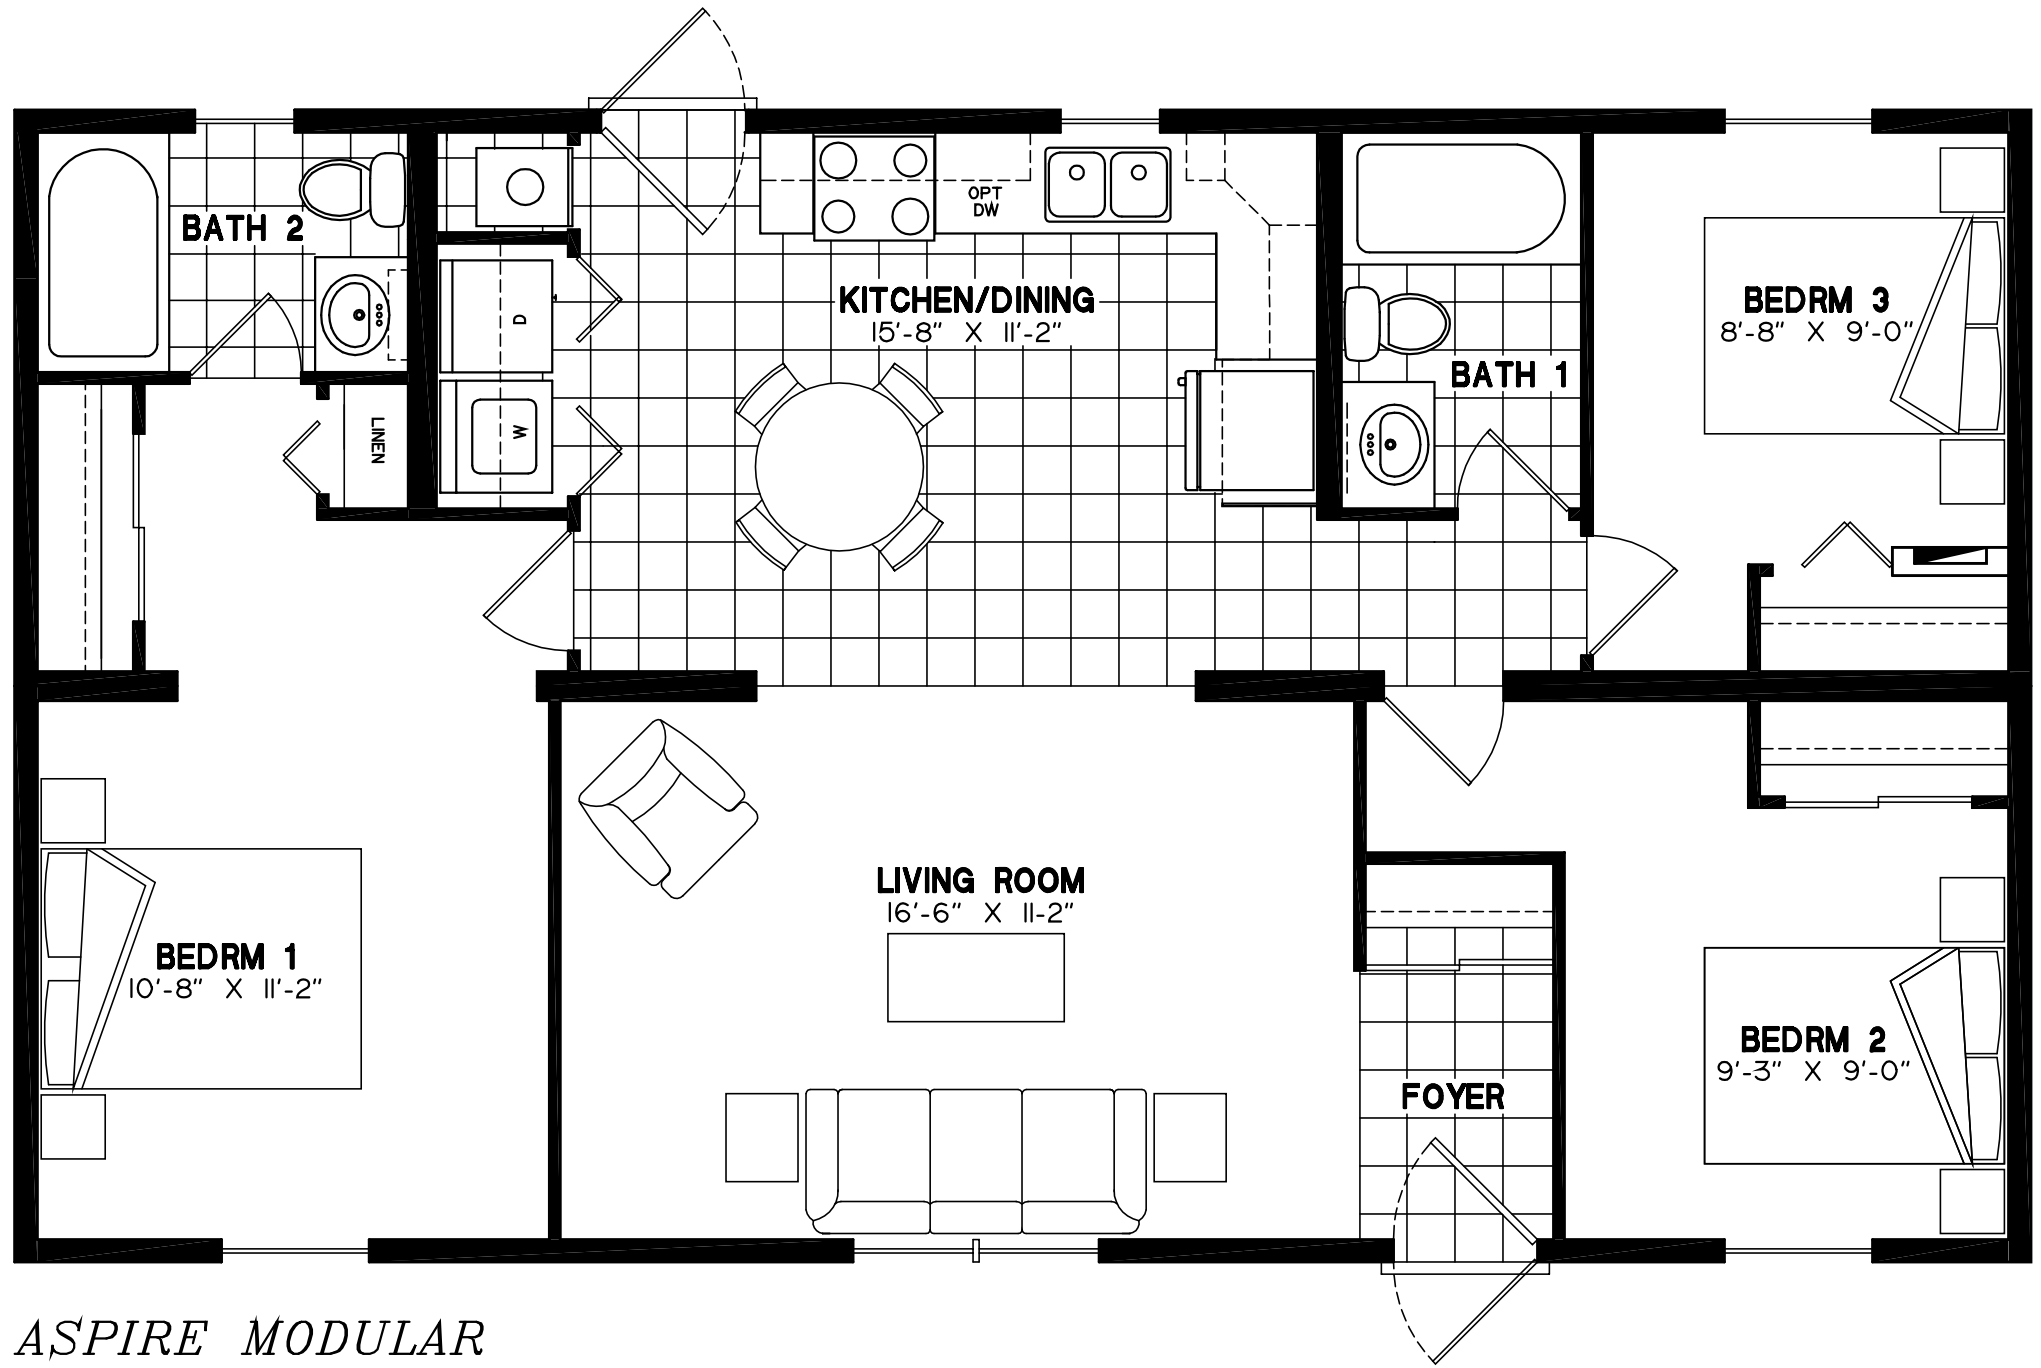 BATH 2
OPT
DW
KITCHEN/DINING
15'-8" X 11'-2"
D
W
LINEN
BATH 1
BEDRM 3
8'-8" X 9'-0"
LIVING ROOM
16'-6" X 11-2"
BEDRM 1
10'-8" X 11'-2"
BEDRM 2
9'-3" X 9'-0"
FOYER
ASPIRE MODULAR